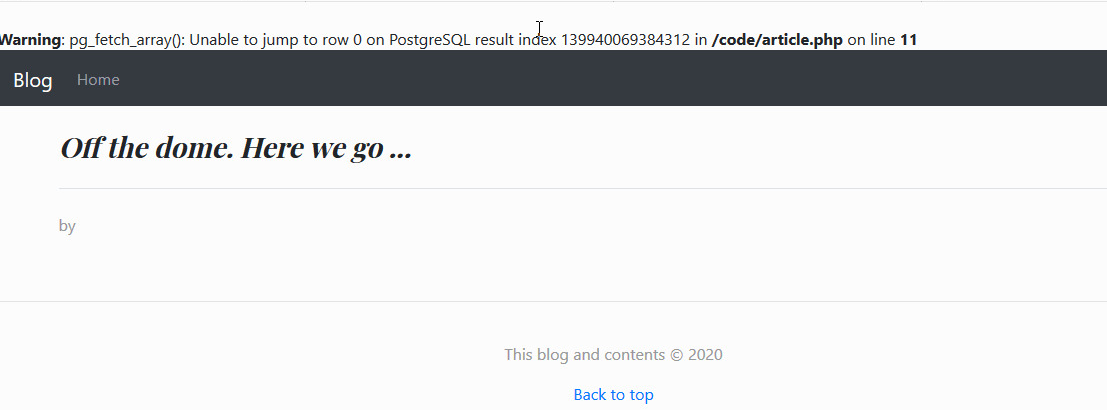 Warning: pg_fetch_array(): Unable to jump to row 0 on PostgreSQL result index 139940069384312 in /code/article.php on line 11
Blog Home
Off the dome. Here we go ...
by
This blog and contents © 2020
Back to top